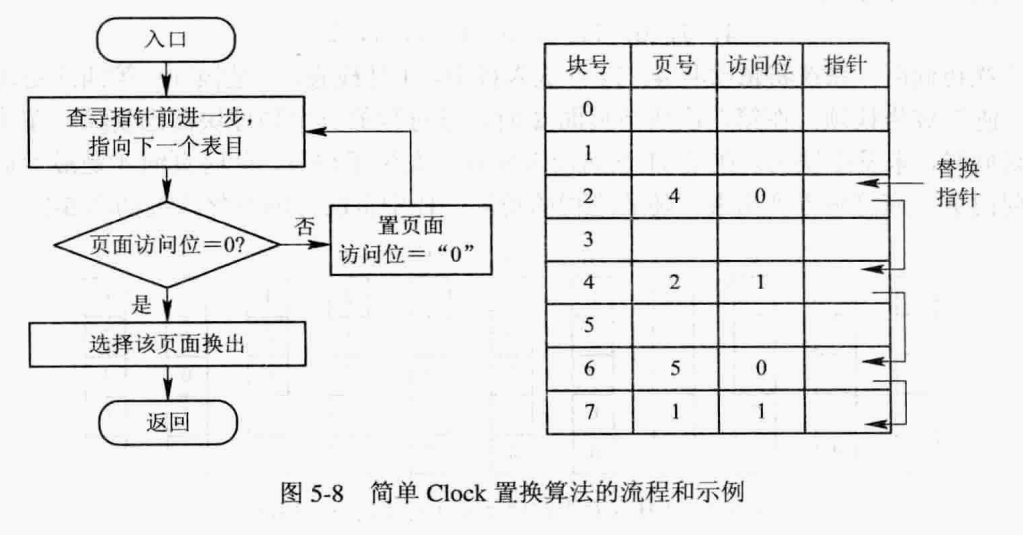 入口
查寻指针前进一步，
指向下一个表目
页面访问位＝0?
否
置页面
访问位＝“0”
是
选择该页面换出
返回
块号 页号 访问位 指针
0
1
2 4 0
3
4 2 1
5
6 5 0
7 1 1
替换
指针
图 5-8 简单 Clock 置换算法的流程和示例